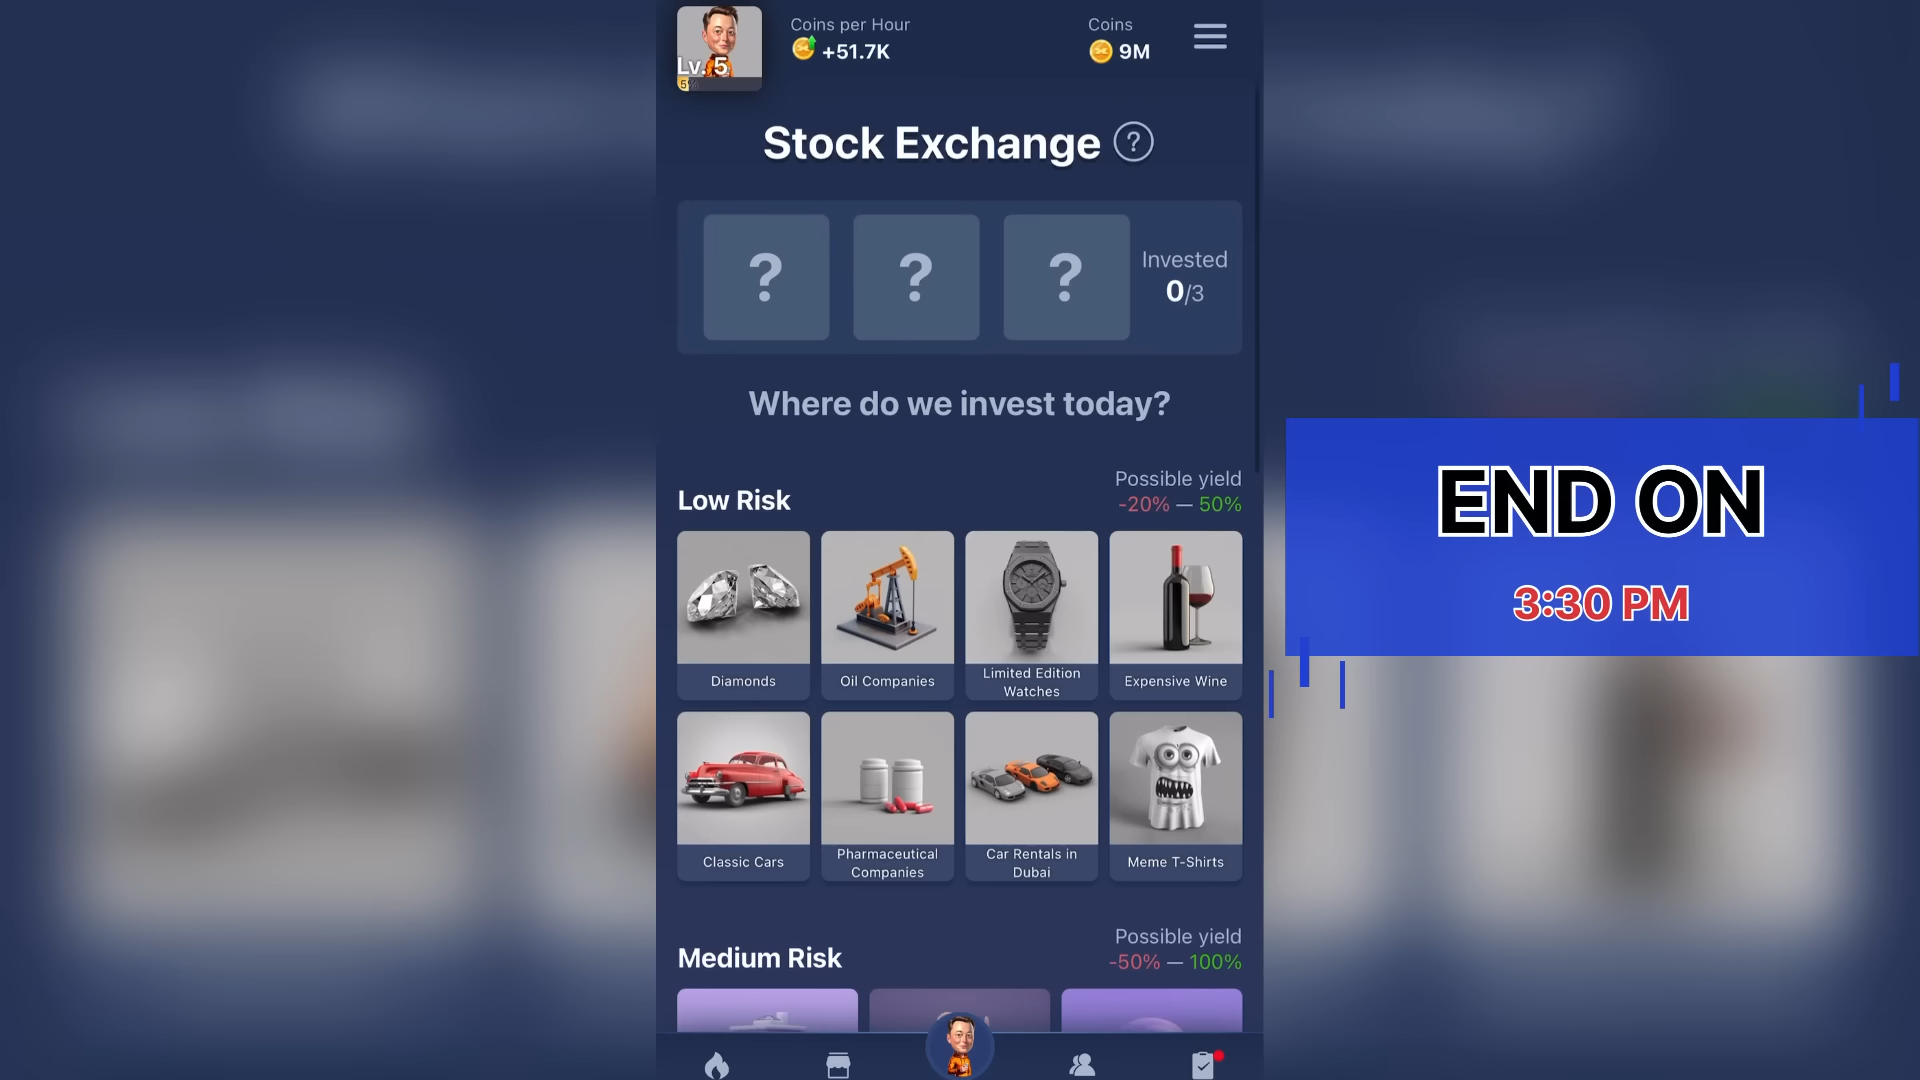 Coins per Hour
+51.7K
Coins
9M
Lv. 5
5%
Stock Exchange ?
? ? ?
Invested
0/3
Where do we invest today?
Low Risk
Possible yield
-20% — 50%
Diamonds
Oil Companies
Limited Edition
Watches
Expensive Wine
Classic Cars
Pharmaceutical
Companies
Car Rentals in
Dubai
Meme T-Shirts
Medium Risk
Possible yield
-50% — 100%
END ON
3:30 PM